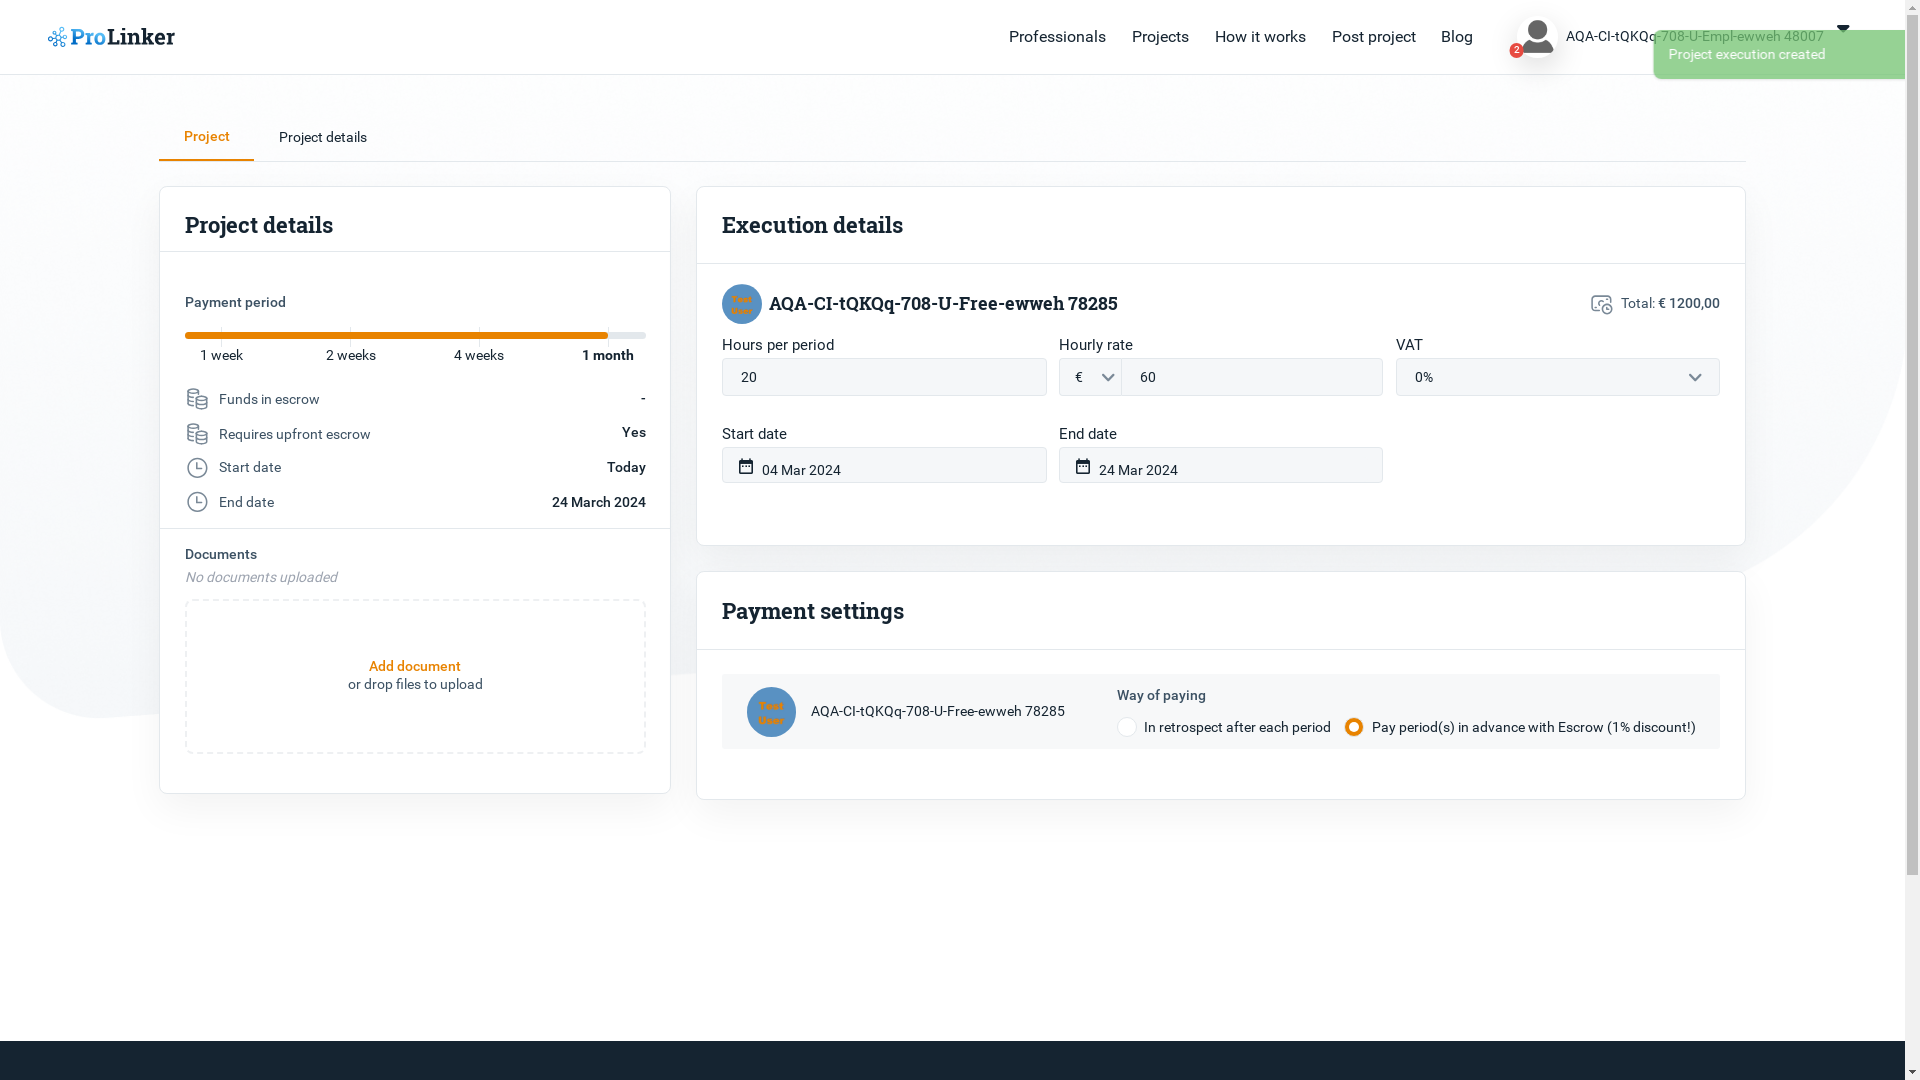 ProLinker
Professionals
Projects
How it works
Post project
Blog
2
AQA-CI-tQKQq-708-U-Empl-ewweh 48007
Project execution created
Project
Project details
Project details
Payment period
1 week
2 weeks
4 weeks
1 month
Funds in escrow
-
Requires upfront escrow
Yes
Start date
Today
End date
24 March 2024
Documents
No documents uploaded
Add document
or drop files to upload
Execution details
Test
User
AQA-CI-tQKQq-708-U-Free-ewweh 78285
Total: € 1200,00
Hours per period
Hourly rate
VAT
20
€
60
0%
Start date
End date
04 Mar 2024
24 Mar 2024
Payment settings
Test
User
AQA-CI-tQKQq-708-U-Free-ewweh 78285
Way of paying
In retrospect after each period
Pay period(s) in advance with Escrow (1% discount!)